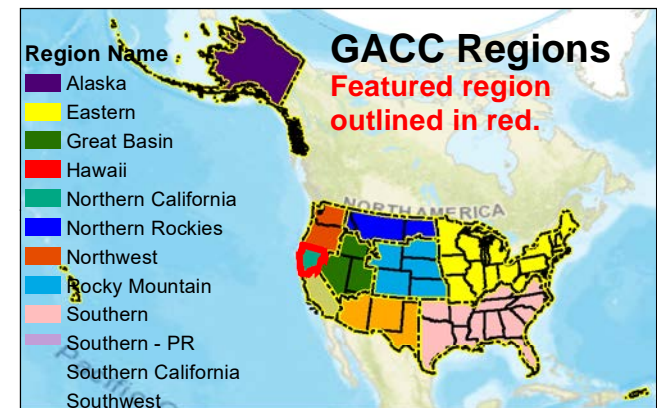 GACC Regions
Featured region
outlined in red.
Region Name
Alaska
Eastern
Great Basin
Hawaii
Northern California
Northern Rockies
Northwest
Rocky Mountain
Southern
Southern - PR
Southern California
Southwest
NORTH AMERICA
Pacific